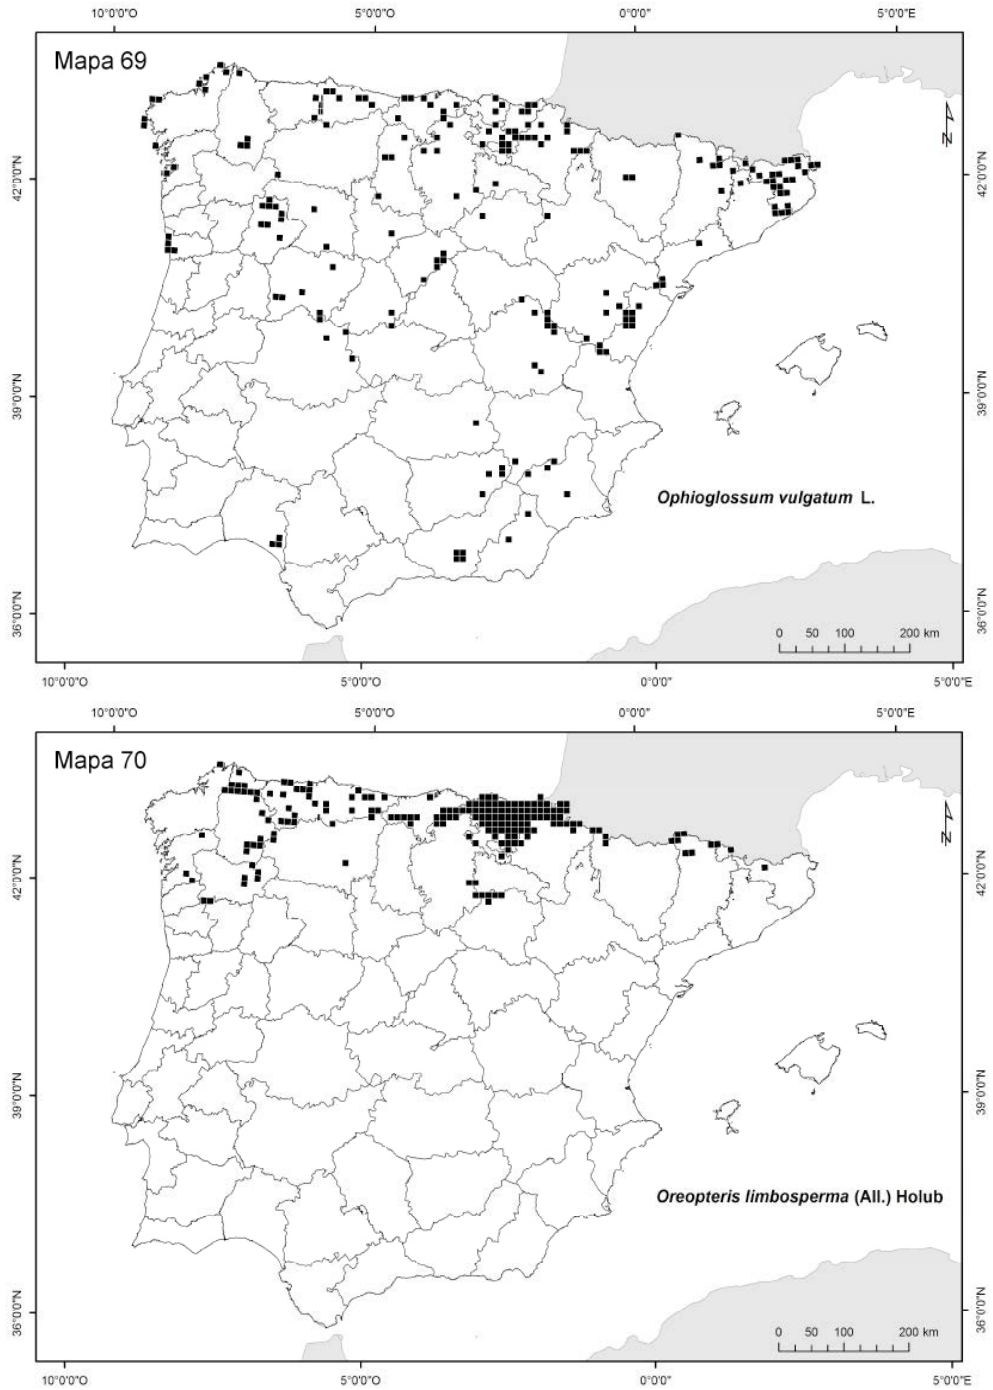 10°0'0"O 5°0'0"O 0°0'0" 5°0'0"E
Mapa 69
N
42°0'0"N 42°0'0"N
39°0'0"N 39°0'0"N
Ophioglossum vulgatum L.
36°0'0"N 36°0'0"N
0 50 100 200 km
10°0'0"O 5°0'0"O 0°0'0" 5°0'0"E
10°0'0"O 5°0'0"O 0°0'0" 5°0'0"E
Mapa 70
N
42°0'0"N 42°0'0"N
39°0'0"N 39°0'0"N
Oreopteris limbosperma (All.) Holub
36°0'0"N 36°0'0"N
0 50 100 200 km
10°0'0"O 5°0'0"O 0°0'0" 5°0'0"E